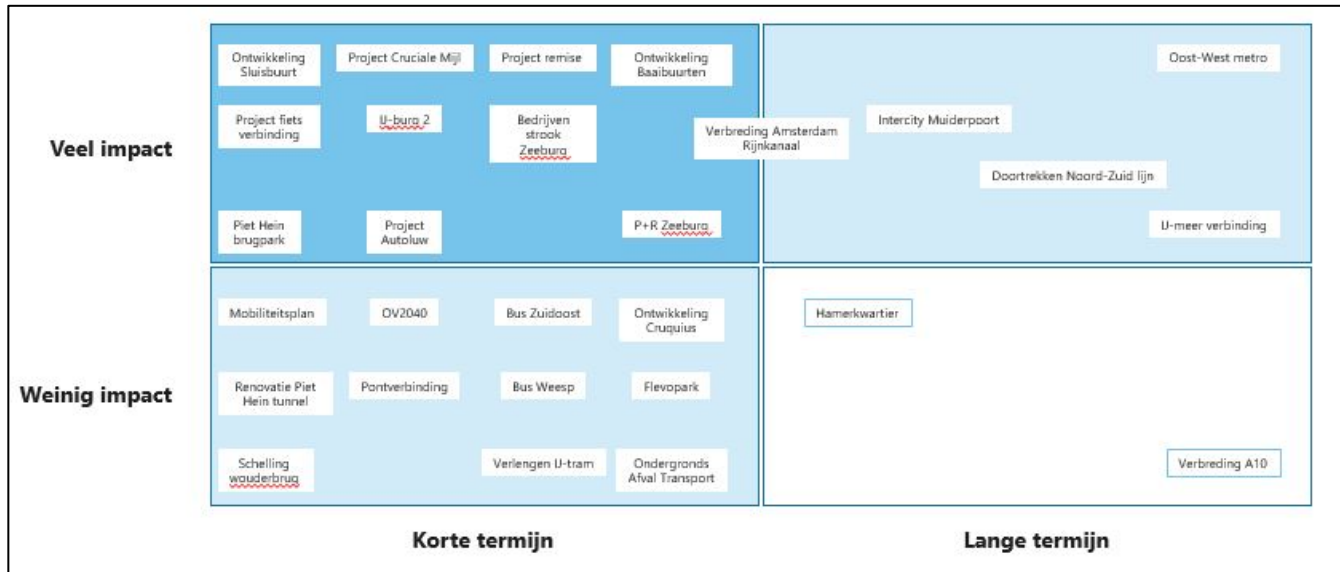 Ontwikkeling
Sluisbuurt
Project Cruciale Mijl
Project remise
Ontwikkeling
Baaibuurten
Oost-West metro
Veel impact
Project fiets
verbinding
IJ-burg 2
Bedrijven
strook
Zeeburg
Verbreding Amsterdam
Rijnkanaal
Intercity Muiderpoort
Doortrekken Noord-Zuid lijn
Piet Hein
brugpark
Project
Autoluw
P+R Zeeburg
IJ-meer verbinding
Weinig impact
Mobiliteitsplan
OV2040
Bus Zuidoost
Ontwikkeling
Cruquius
Hamerkwartier
Renovatie Piet
Hein tunnel
Pontverbinding
Bus Weesp
Flevopark
Schelling
wouderbrug
Verlengen IJ-tram
Ondergronds
Afval Transport
Verbreding A10
Korte termijn
Lange termijn